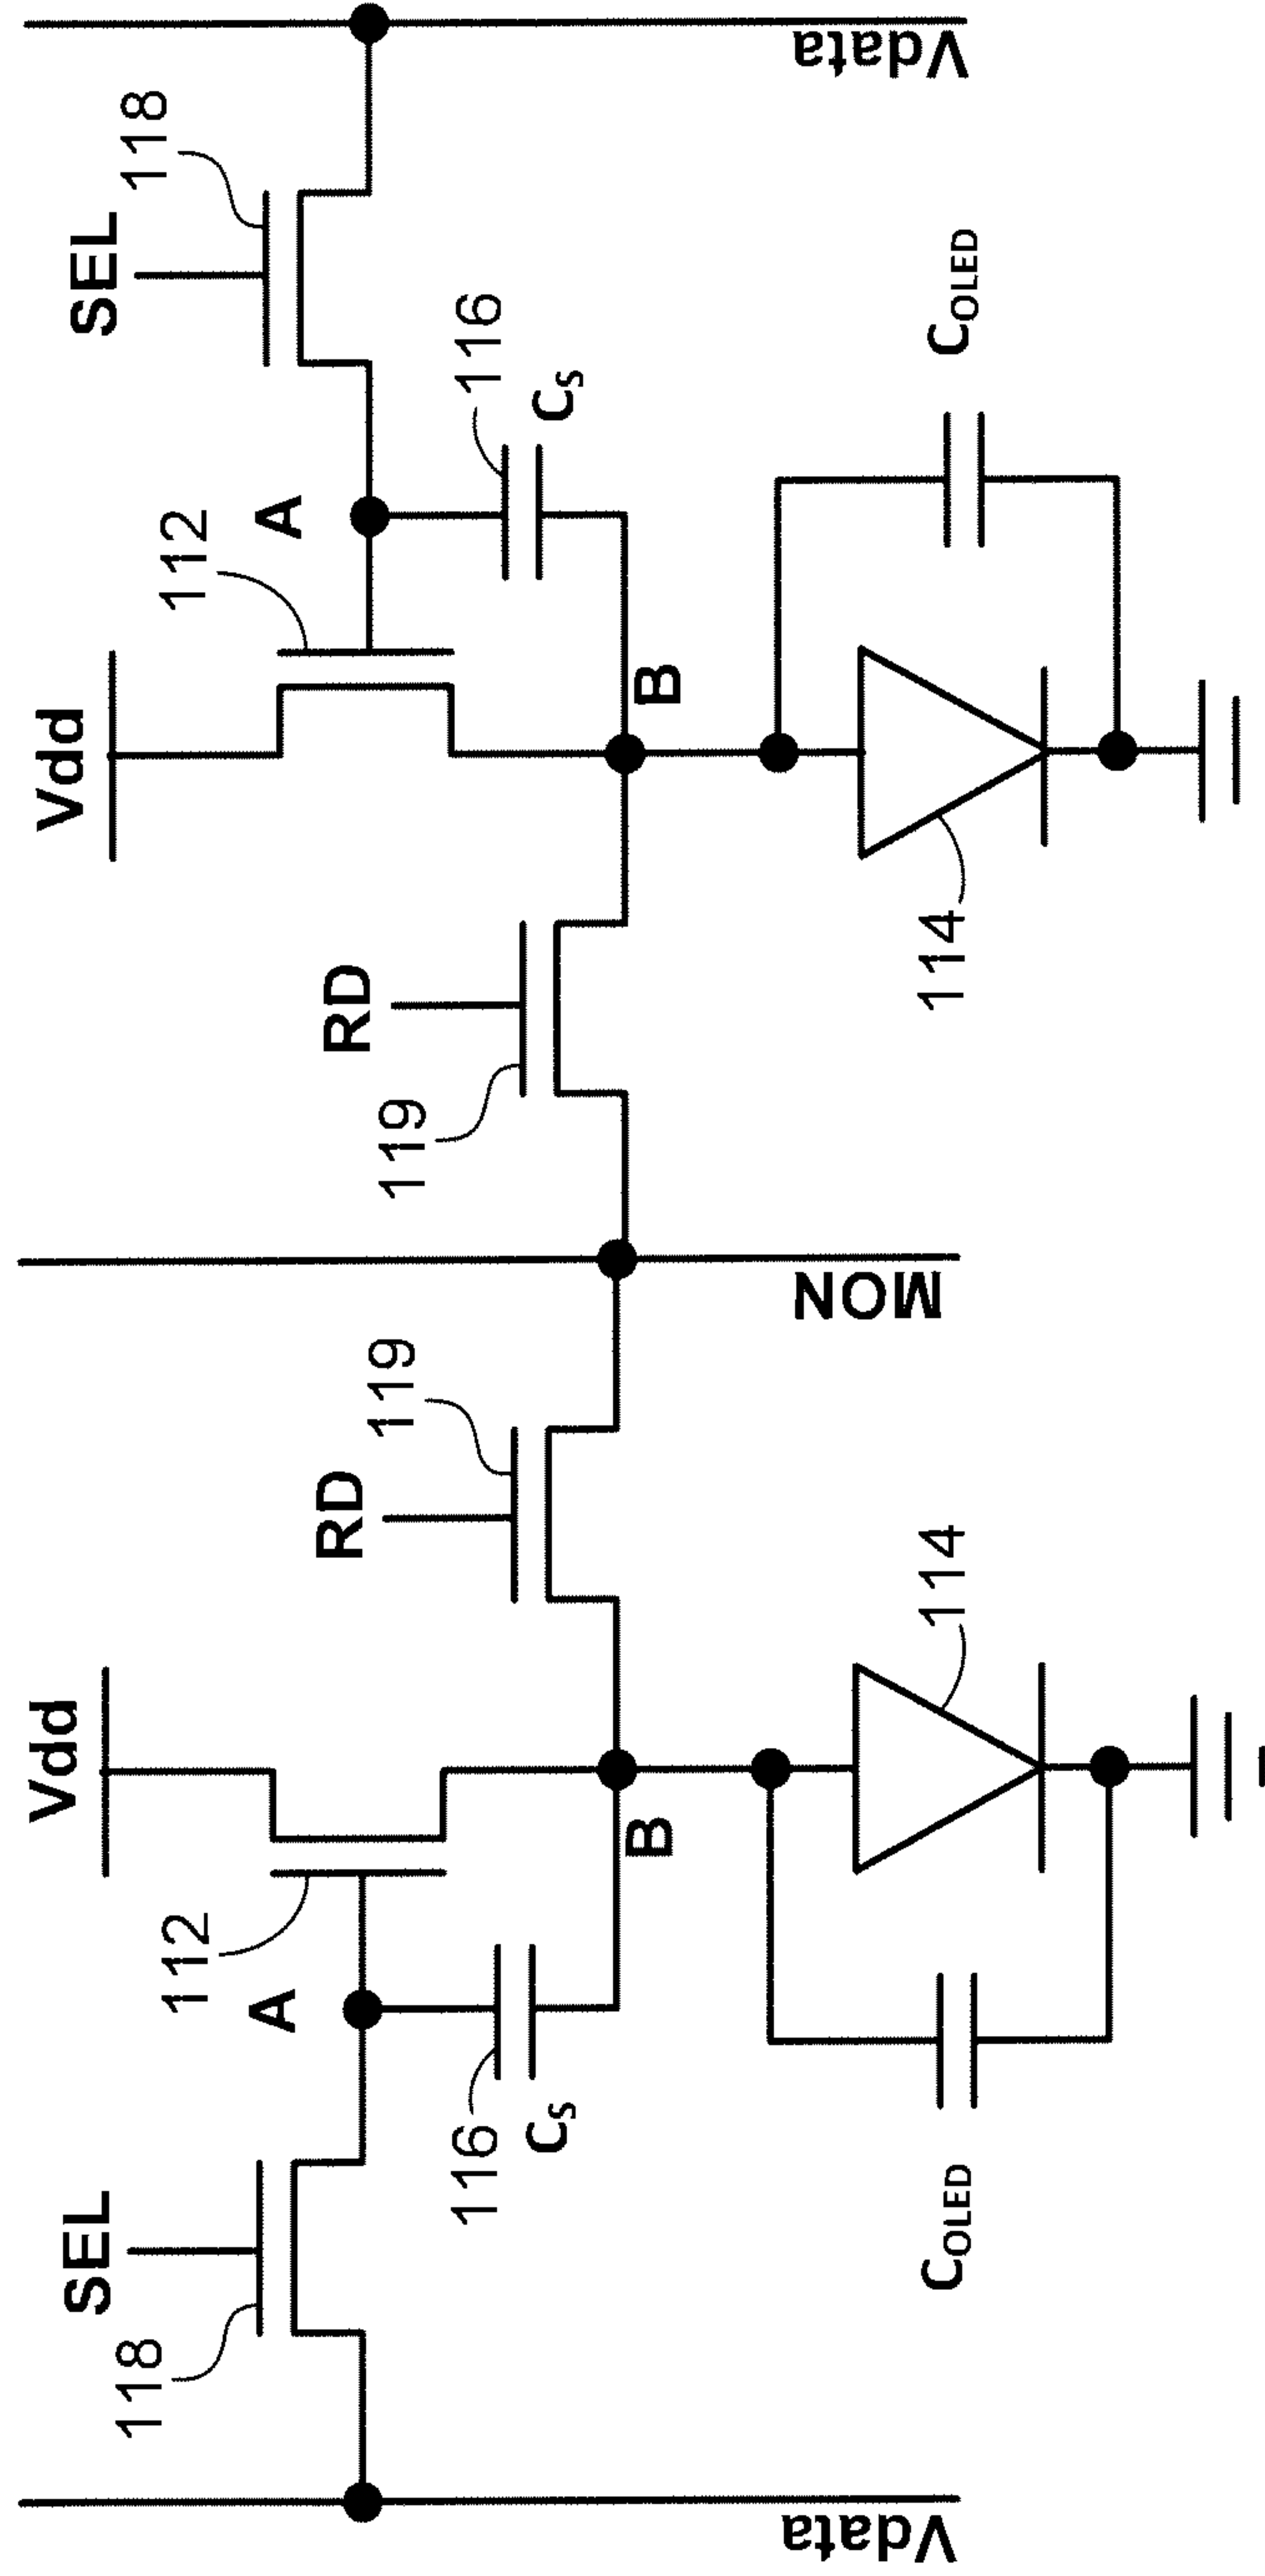 Vdd
Vdd
SEL
SEL
118
112
112
118
A
A
RD
RD
119
119
116
116
Cs
Cs
B
B
COLED
114
114
COLED
Vdata
MON
Vdata